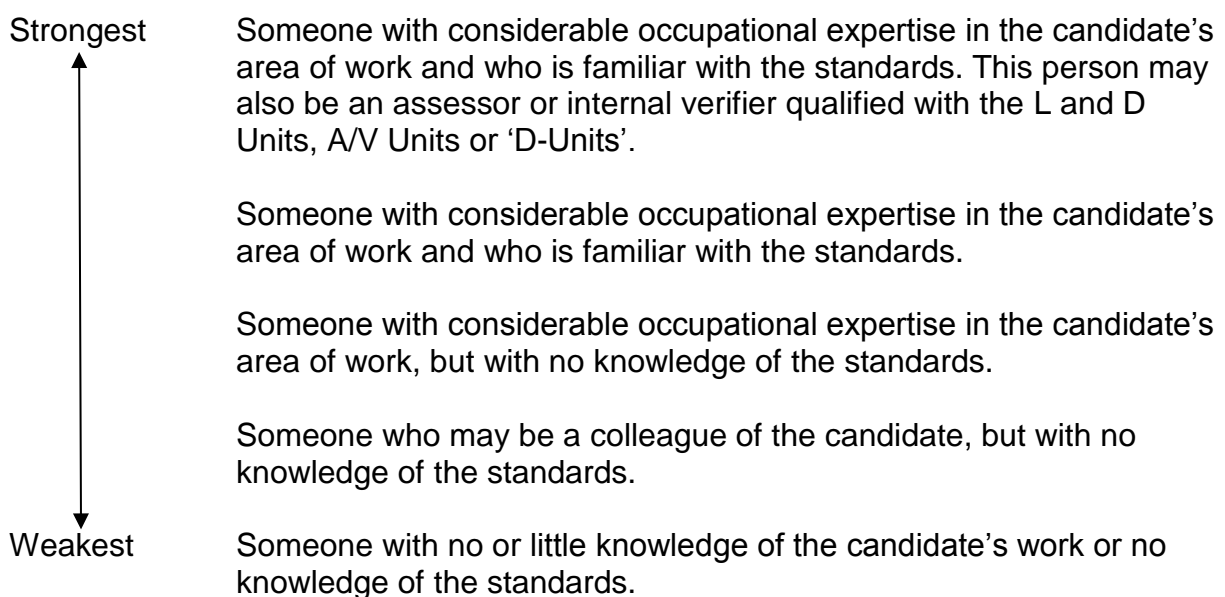 Strongest Someone with considerable occupational expertise in the candidate’s
area of work and who is familiar with the standards. This person may
also be an assessor or internal verifier qualified with the L and D
Units, A/V Units or ‘D-Units’.
Someone with considerable occupational expertise in the candidate’s
area of work and who is familiar with the standards.
Someone with considerable occupational expertise in the candidate’s
area of work, but with no knowledge of the standards.
Someone who may be a colleague of the candidate, but with no
knowledge of the standards.
Weakest Someone with no or little knowledge of the candidate’s work or no
knowledge of the standards.